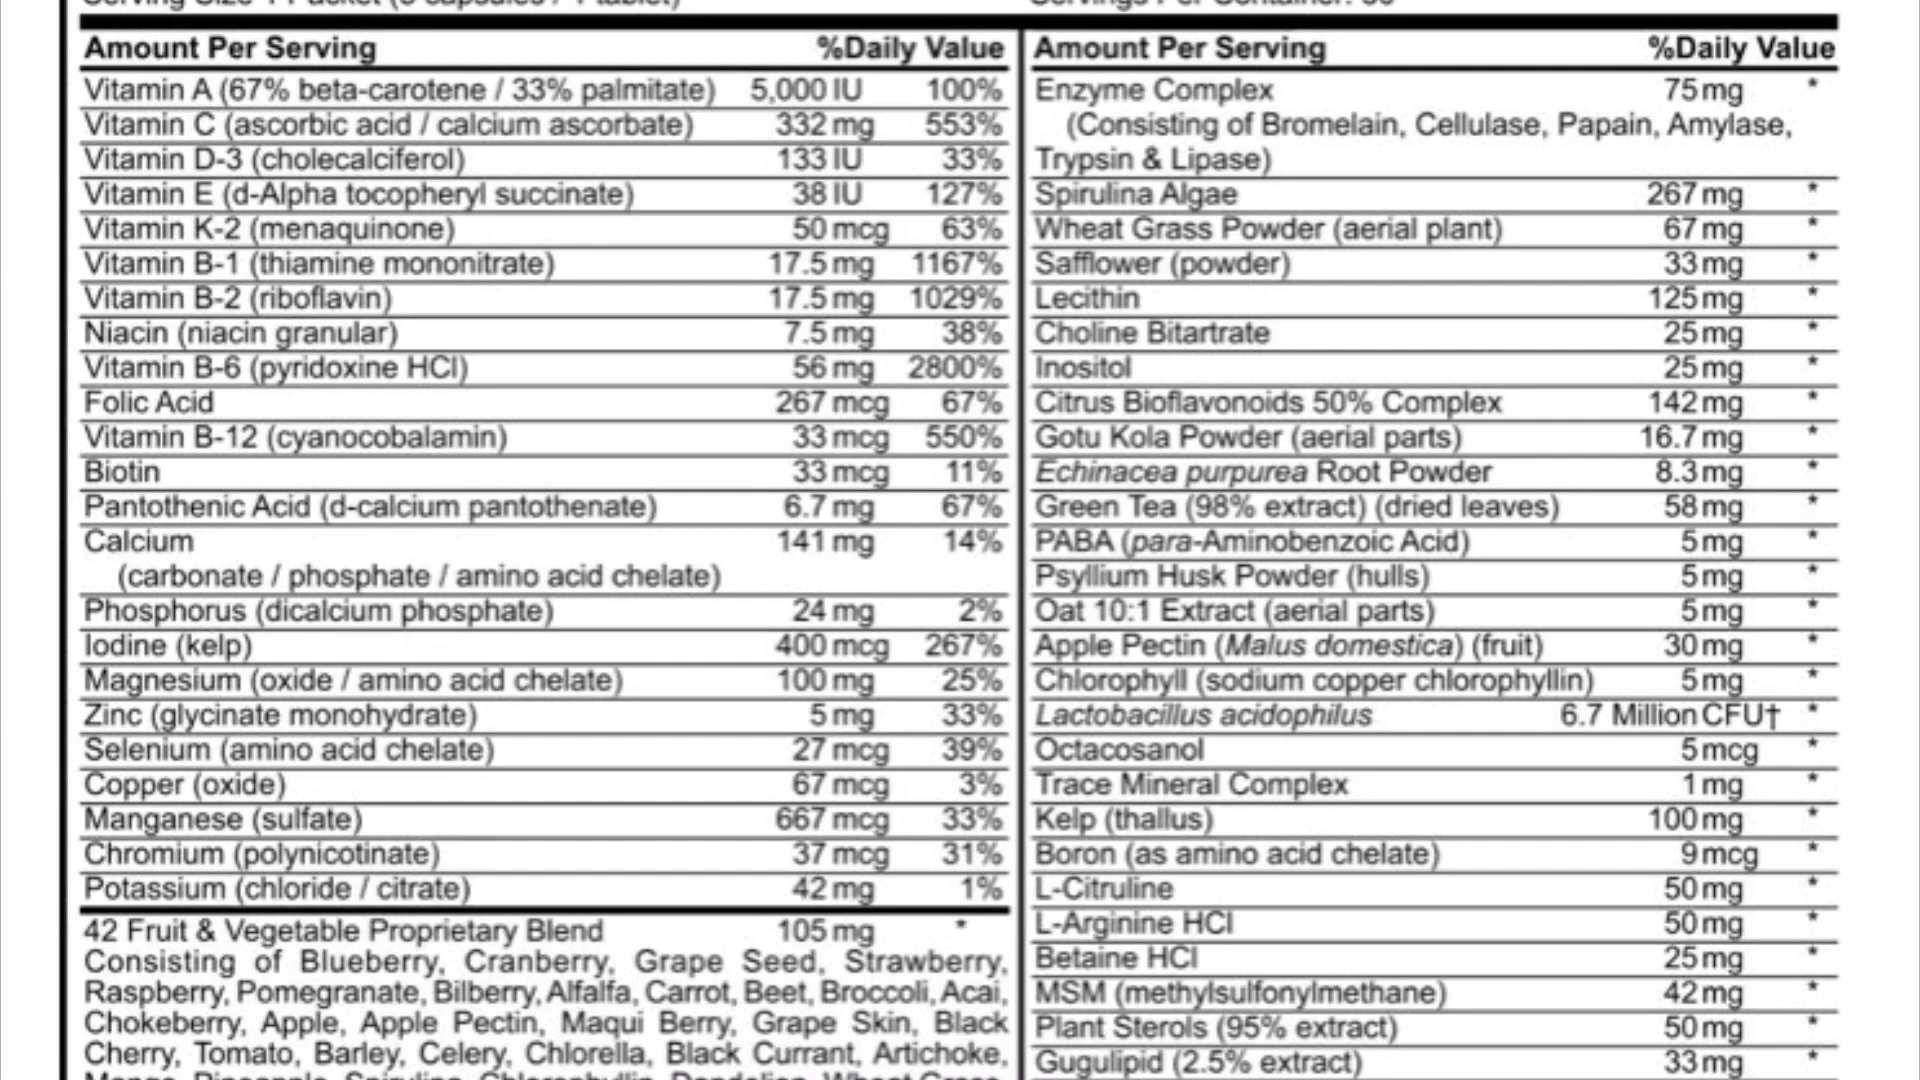 Amount Per Serving %Daily Value
Vitamin A (67% beta-carotene / 33% palmitate) 5,000 IU 100%
Vitamin C (ascorbic acid / calcium ascorbate) 332 mg 553%
Vitamin D-3 (cholecalciferol) 133 IU 33%
Vitamin E (d-Alpha tocopheryl succinate) 38 IU 127%
Vitamin K-2 (menaquinone) 50 mcg 63%
Vitamin B-1 (thiamine mononitrate) 17.5 mg 1167%
Vitamin B-2 (riboflavin) 17.5 mg 1029%
Niacin (niacin granular) 7.5 mg 38%
Vitamin B-6 (pyridoxine HCl) 56 mg 2800%
Folic Acid 267 mcg 67%
Vitamin B-12 (cyanocobalamin) 33 mcg 550%
Biotin 33 mcg 11%
Pantothenic Acid (d-calcium pantothenate) 6.7 mg 67%
Calcium 141 mg 14%
(carbonate / phosphate / amino acid chelate)
Phosphorus (dicalcium phosphate) 24 mg 2%
Iodine (kelp) 400 mcg 267%
Magnesium (oxide / amino acid chelate) 100 mg 25%
Zinc (glycinate monohydrate) 5 mg 33%
Selenium (amino acid chelate) 27 mcg 39%
Copper (oxide) 67 mcg 3%
Manganese (sulfate) 667 mcg 33%
Chromium (polynicotinate) 37 mcg 31%
Potassium (chloride / citrate) 42 mg 1%
42 Fruit & Vegetable Proprietary Blend 105 mg *
Consisting of Blueberry, Cranberry, Grape Seed, Strawberry,
Raspberry, Pomegranate, Bilberry, Alfalfa, Carrot, Beet, Broccoli, Acai,
Chokeberry, Apple, Apple Pectin, Maqui Berry, Grape Skin, Black
Cherry, Tomato, Barley, Celery, Chlorella, Black Currant, Artichoke,
Amount Per Serving %Daily Value
Enzyme Complex 75 mg *
(Consisting of Bromelain, Cellulase, Papain, Amylase,
Trypsin & Lipase)
Spirulina Algae 267 mg *
Wheat Grass Powder (aerial plant) 67 mg *
Safflower (powder) 33 mg *
Lecithin 125 mg *
Choline Bitartrate 25 mg *
Inositol 25 mg *
Citrus Bioflavonoids 50% Complex 142 mg *
Gotu Kola Powder (aerial parts) 16.7 mg *
Echinacea purpurea Root Powder 8.3 mg *
Green Tea (98% extract) (dried leaves) 58 mg *
PABA (para-Aminobenzoic Acid) 5 mg *
Psyllium Husk Powder (hulls) 5 mg *
Oat 10:1 Extract (aerial parts) 5 mg *
Apple Pectin (Malus domestica) (fruit) 30 mg *
Chlorophyll (sodium copper chlorophyllin) 5 mg *
Lactobacillus acidophilus 6.7 Million CFU† *
Octacosanol 5 mcg *
Trace Mineral Complex 1 mg *
Kelp (thallus) 100 mg *
Boron (as amino acid chelate) 9 mcg *
L-Citruline 50 mg *
L-Arginine HCl 50 mg *
Betaine HCl 25 mg *
MSM (methylsulfonylmethane) 42 mg *
Plant Sterols (95% extract) 50 mg *
Gugulipid (2.5% extract) 33 mg *